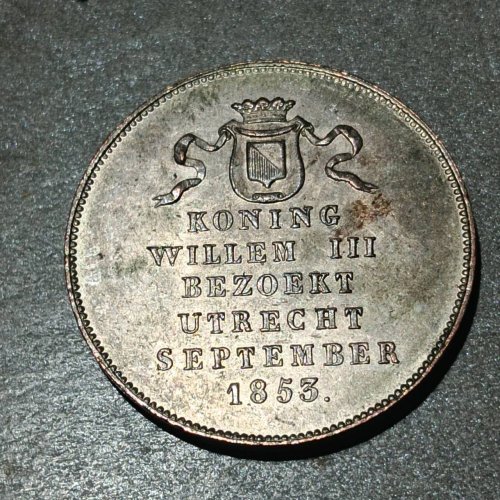 KONING
WILLEM III
BEZOEKT
UTRECHT
SEPTEMBER
1853.